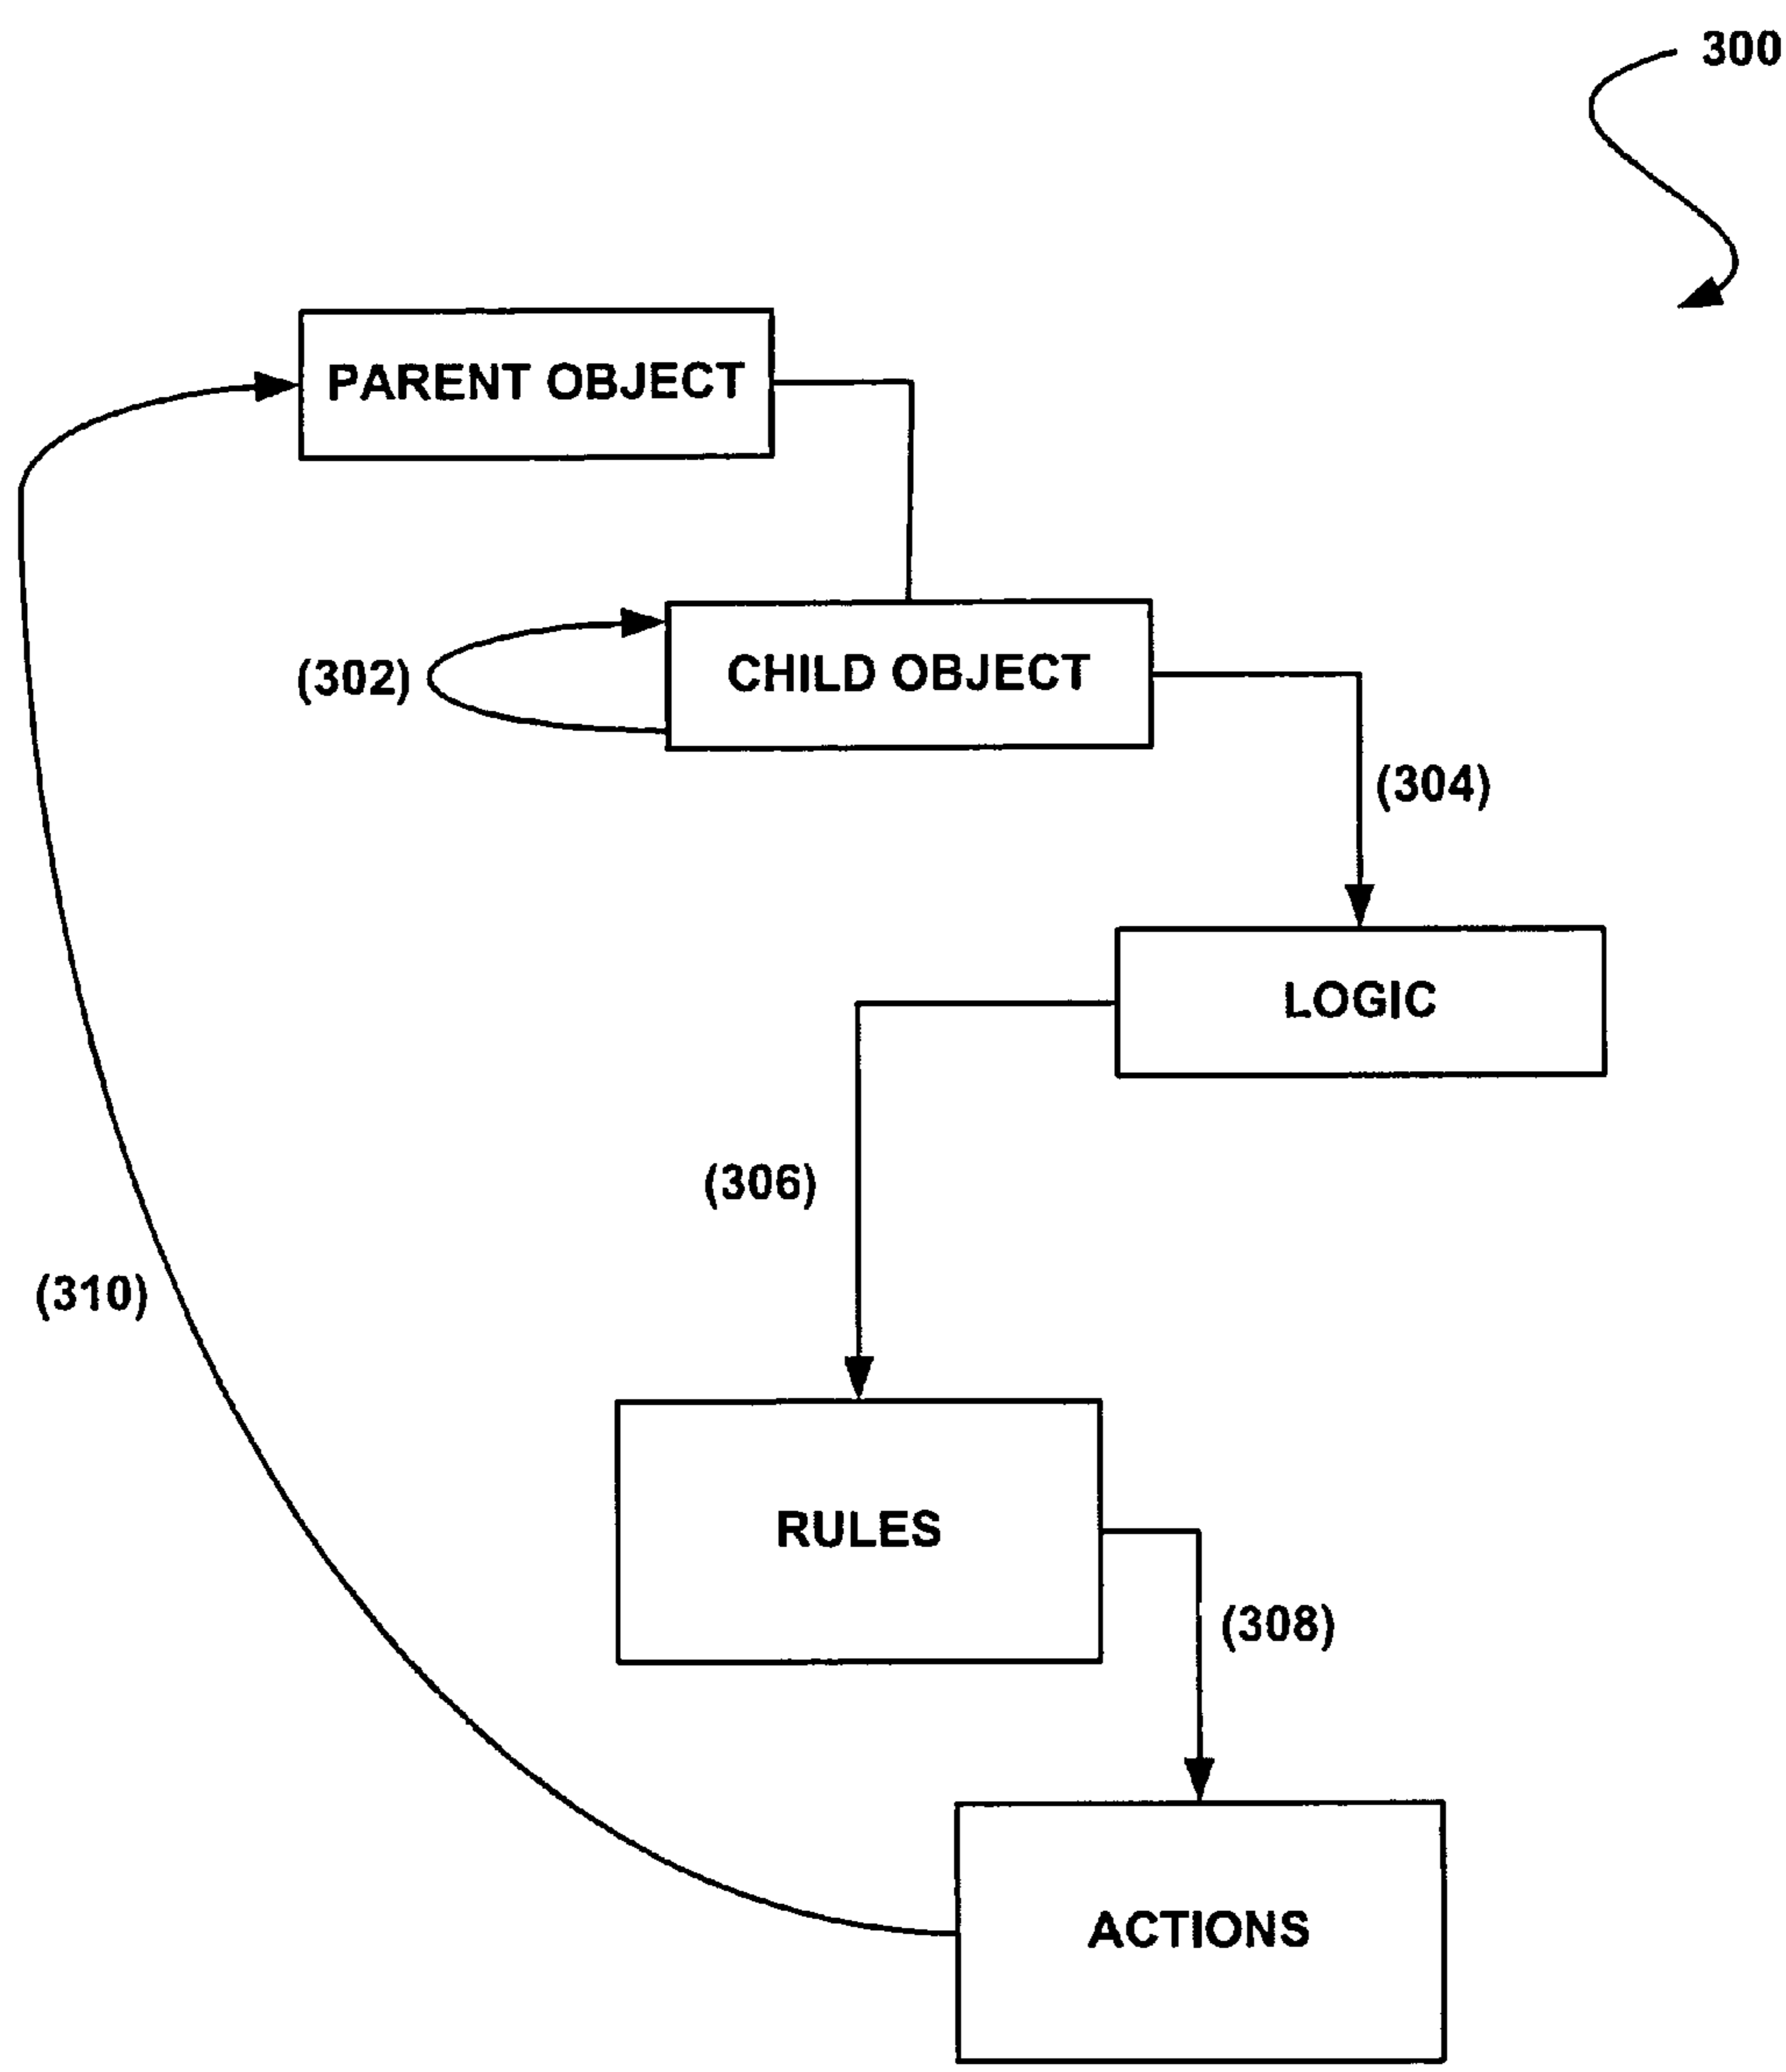 300
PARENT OBJECT
(302)
CHILD OBJECT
(304)
LOGIC
(306)
(310)
RULES
(308)
ACTIONS